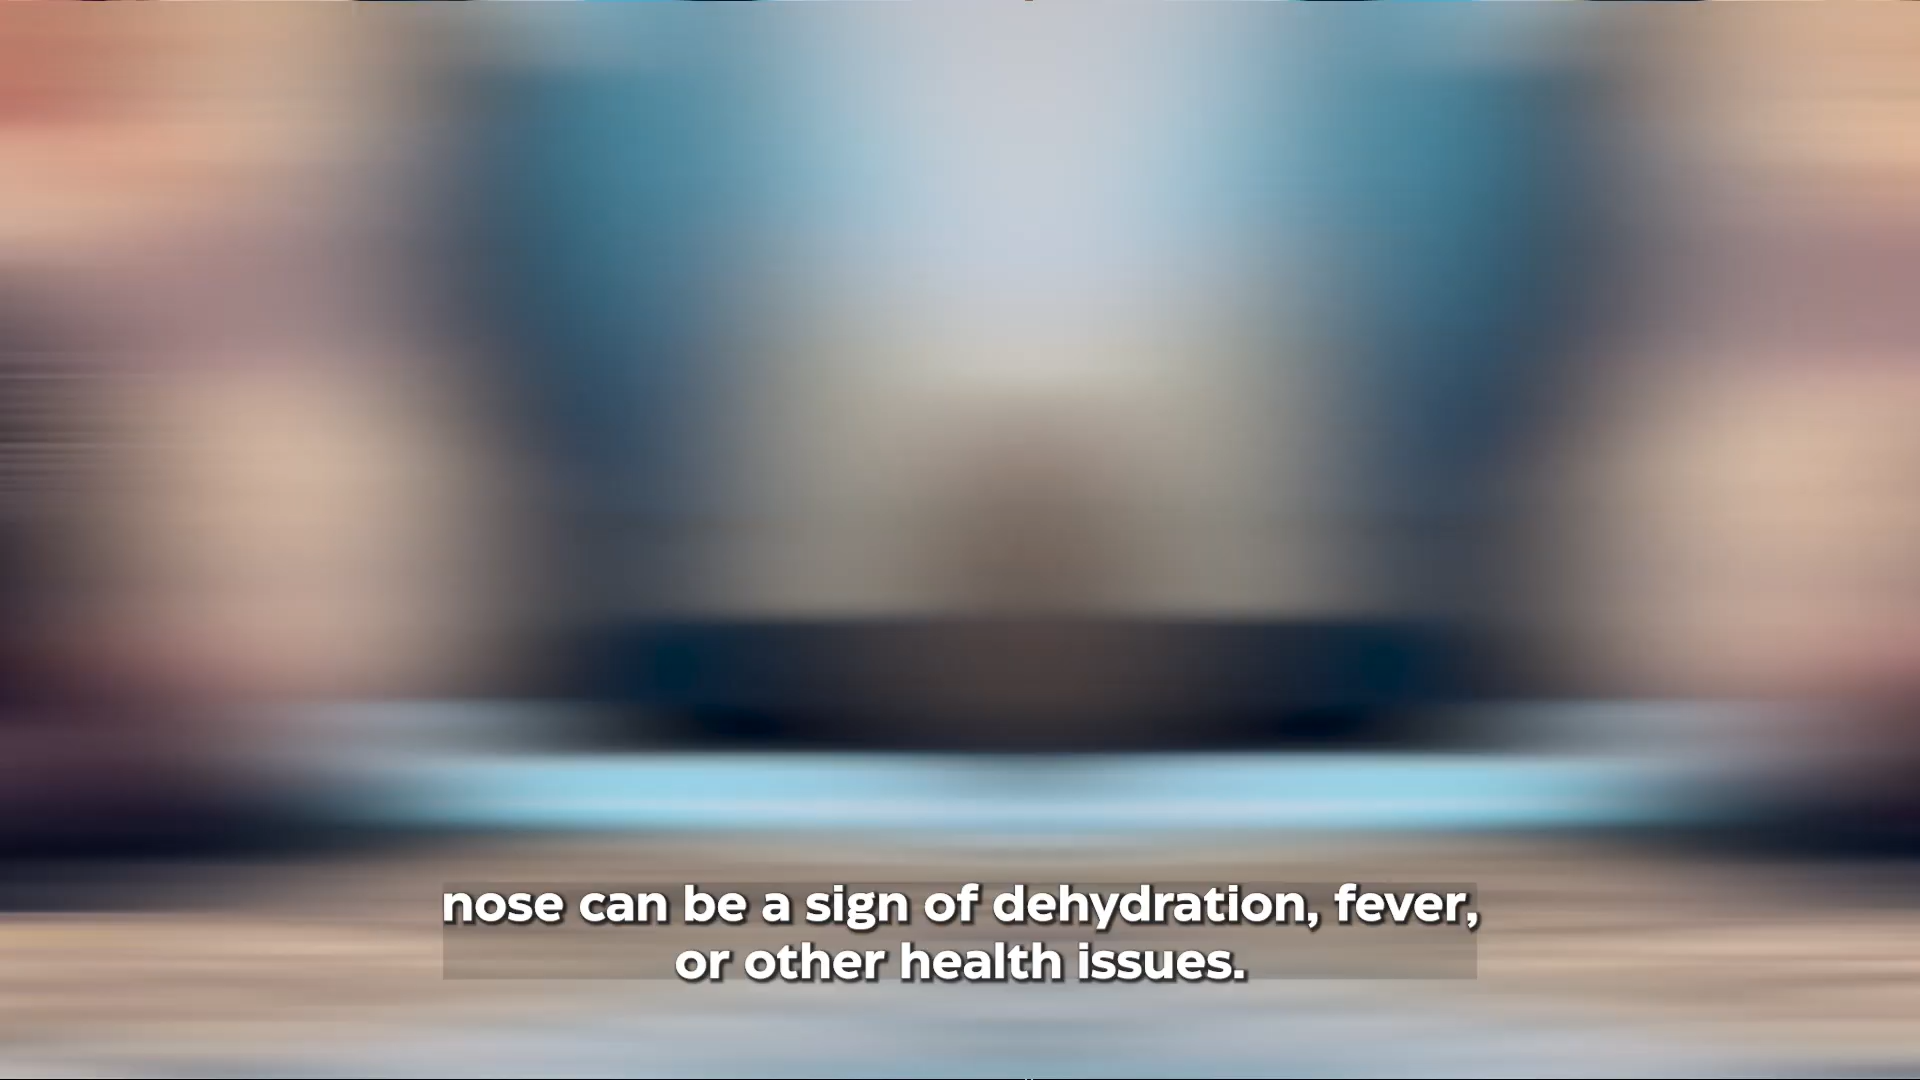 nose can be a sign of dehydration, fever,
or other health issues.